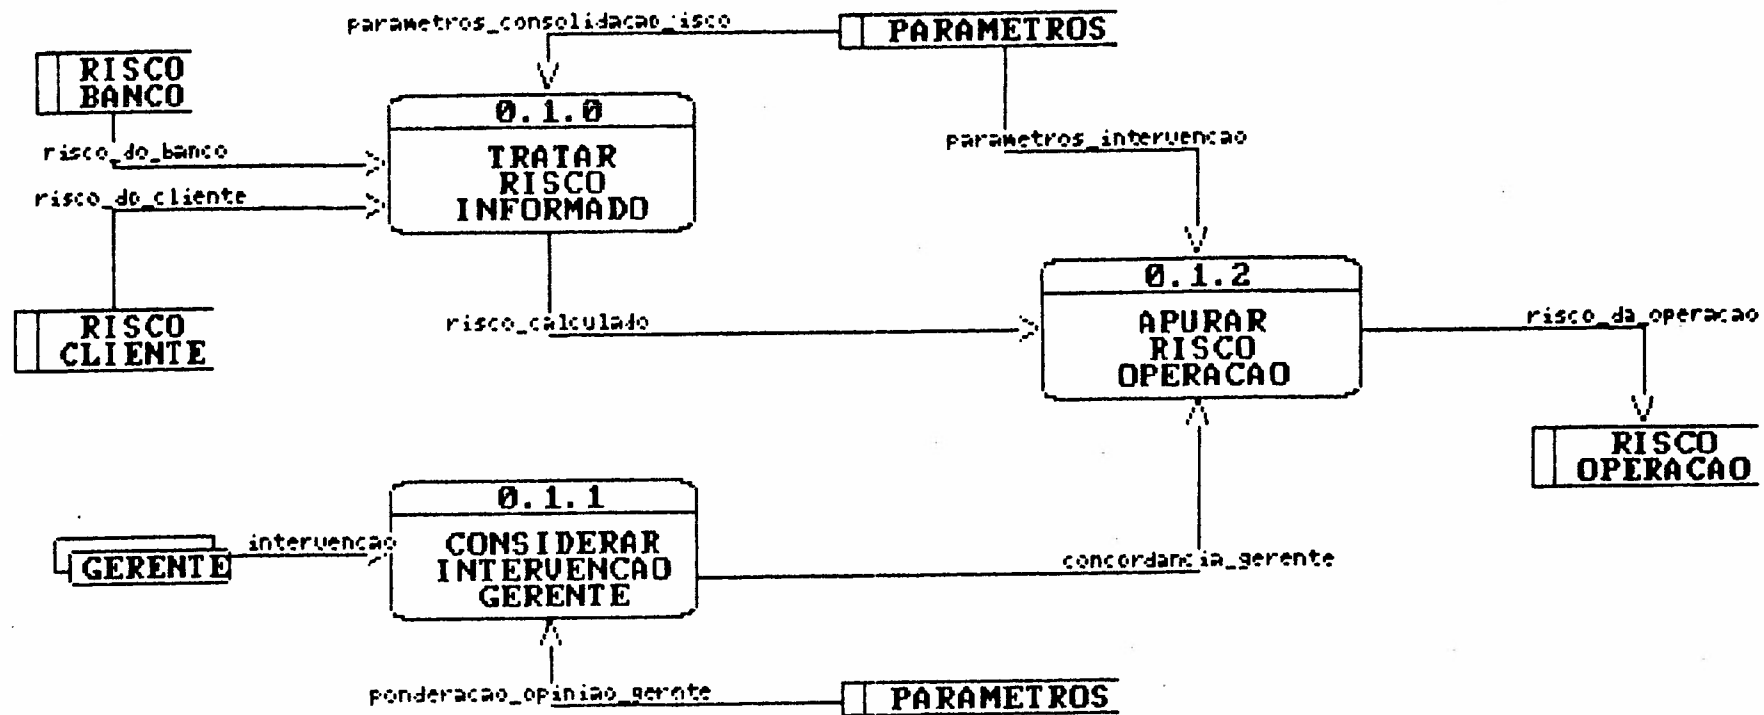 parametros_consolidacao_risco
PARAMETROS
RISCO
BANCO
0.1.0
TRATAR
RISCO
INFORMADO
risco_do_banco
risco_do_cliente
parametros_intervencao
RISCO
CLIENTE
risco_calculado
0.1.2
APURAR
RISCO
OPERACAO
risco_da_operacao
RISCO
OPERACAO
0.1.1
CONSIDERAR
INTERVENCAO
GERENTE
GERENTE
intervencao
concordancia_gerente
ponderacao_opiniao_gernte
PARAMETROS